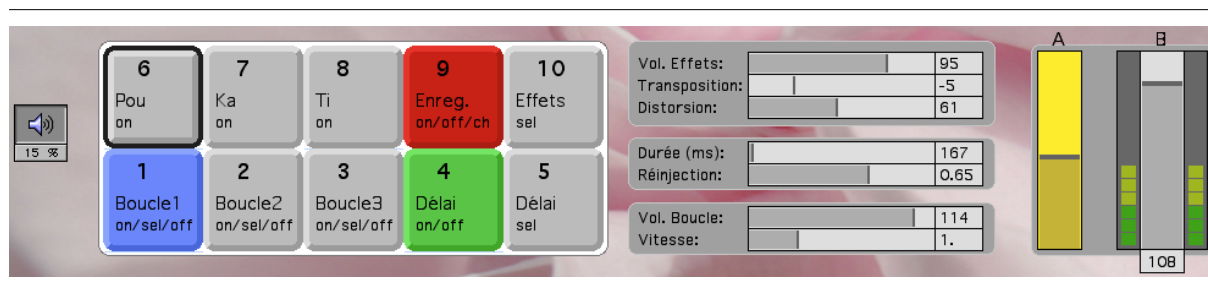 15 %
6
Pou
on
7
Ka
on
8
Ti
on
9
Enreg.
on/off/ch
10
Effets
sel
1
Boucle1
on/sel/off
2
Boucle2
on/sel/off
3
Boucle3
on/sel/off
4
Délai
on/off
5
Délai
sel
Vol. Effets: 95
Transposition: -5
Distorsion: 61
Durée (ms): 167
Réinjection: 0.65
Vol. Boucle: 114
Vitesse: 1.
A B
108